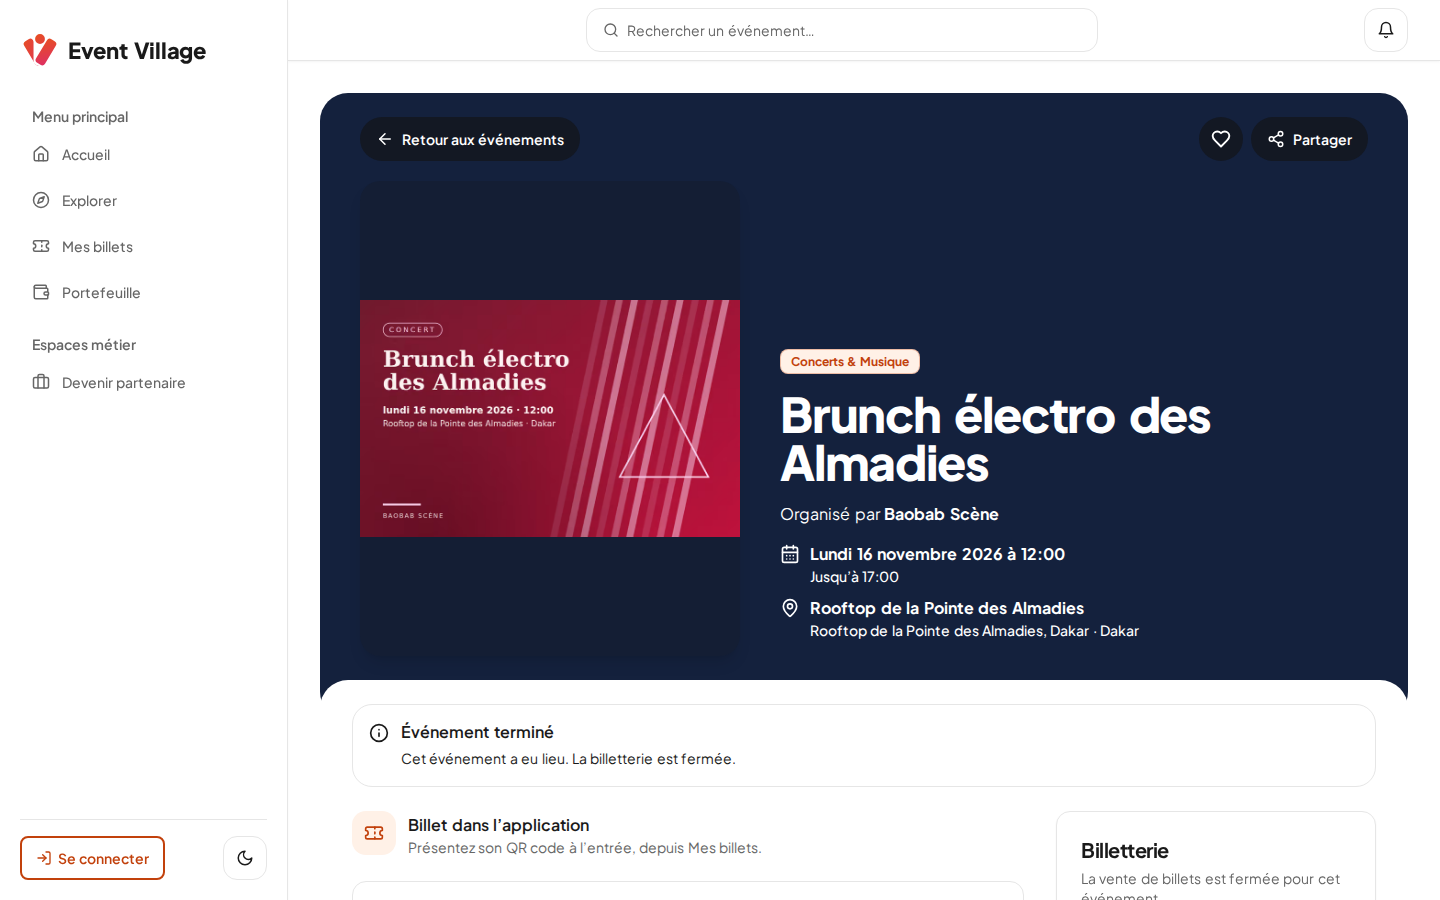 Event Village
Rechercher un événement…
Menu principal
Accueil
Explorer
Mes billets
Portefeuille
Espaces métier
Devenir partenaire
Se connecter
Retour aux événements
Partager
CONCERT
Brunch électro
des Almadies
lundi 16 novembre 2026 · 12:00
Rooftop de la Pointe des Almadies · Dakar
BAOBAB SCÈNE
Concerts & Musique
Brunch électro des
Almadies
Organisé par Baobab Scène
Lundi 16 novembre 2026 à 12:00
Jusqu’à 17:00
Rooftop de la Pointe des Almadies
Rooftop de la Pointe des Almadies, Dakar · Dakar
Événement terminé
Cet événement a eu lieu. La billetterie est fermée.
Billet dans l’application
Présentez son QR code à l’entrée, depuis Mes billets.
Billetterie
La vente de billets est fermée pour cet
événement.